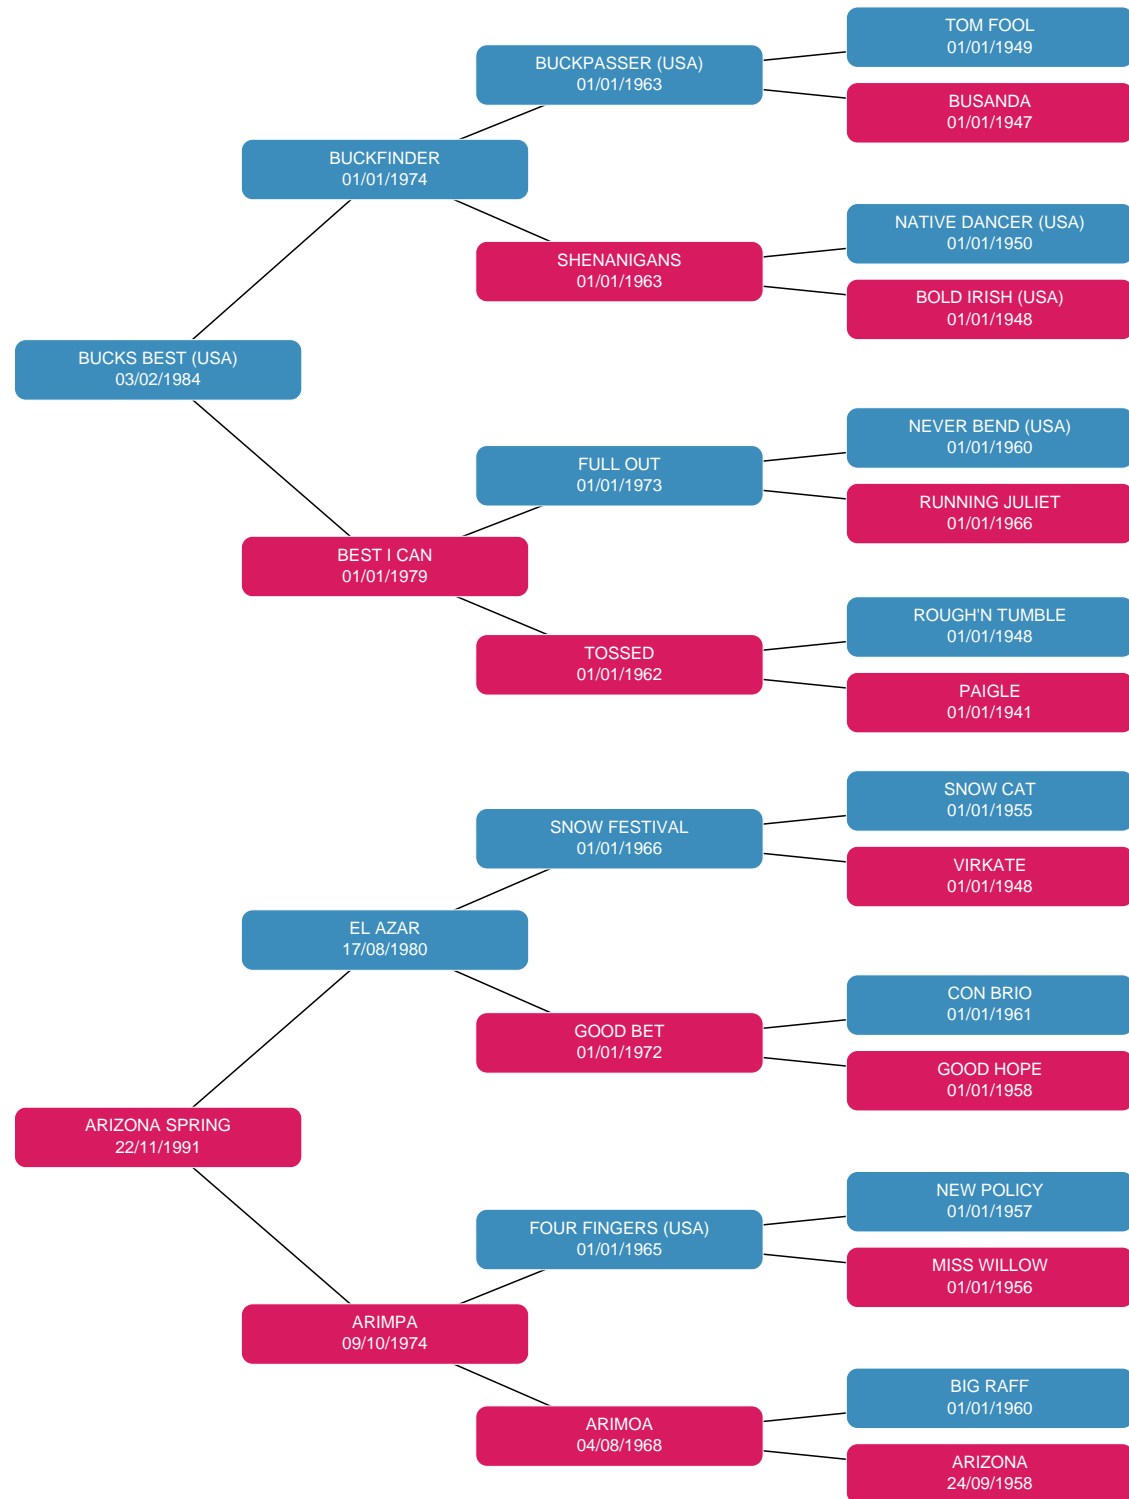 TOM FOOL
01/01/1949
BUCKPASSER (USA)
01/01/1963
BUSANDA
01/01/1947
BUCKFINDER
01/01/1974
NATIVE DANCER (USA)
01/01/1950
SHENANIGANS
01/01/1963
BOLD IRISH (USA)
01/01/1948
BUCKS BEST (USA)
03/02/1984
NEVER BEND (USA)
01/01/1960
FULL OUT
01/01/1973
RUNNING JULIET
01/01/1966
BEST I CAN
01/01/1979
ROUGH'N TUMBLE
01/01/1948
TOSSED
01/01/1962
PAIGLE
01/01/1941
SNOW CAT
01/01/1955
SNOW FESTIVAL
01/01/1966
VIRKATE
01/01/1948
EL AZAR
17/08/1980
CON BRIO
01/01/1961
GOOD BET
01/01/1972
GOOD HOPE
01/01/1958
ARIZONA SPRING
22/11/1991
NEW POLICY
01/01/1957
FOUR FINGERS (USA)
01/01/1965
MISS WILLOW
01/01/1956
ARIMPA
09/10/1974
BIG RAFF
01/01/1960
ARIMOA
04/08/1968
ARIZONA
24/09/1958